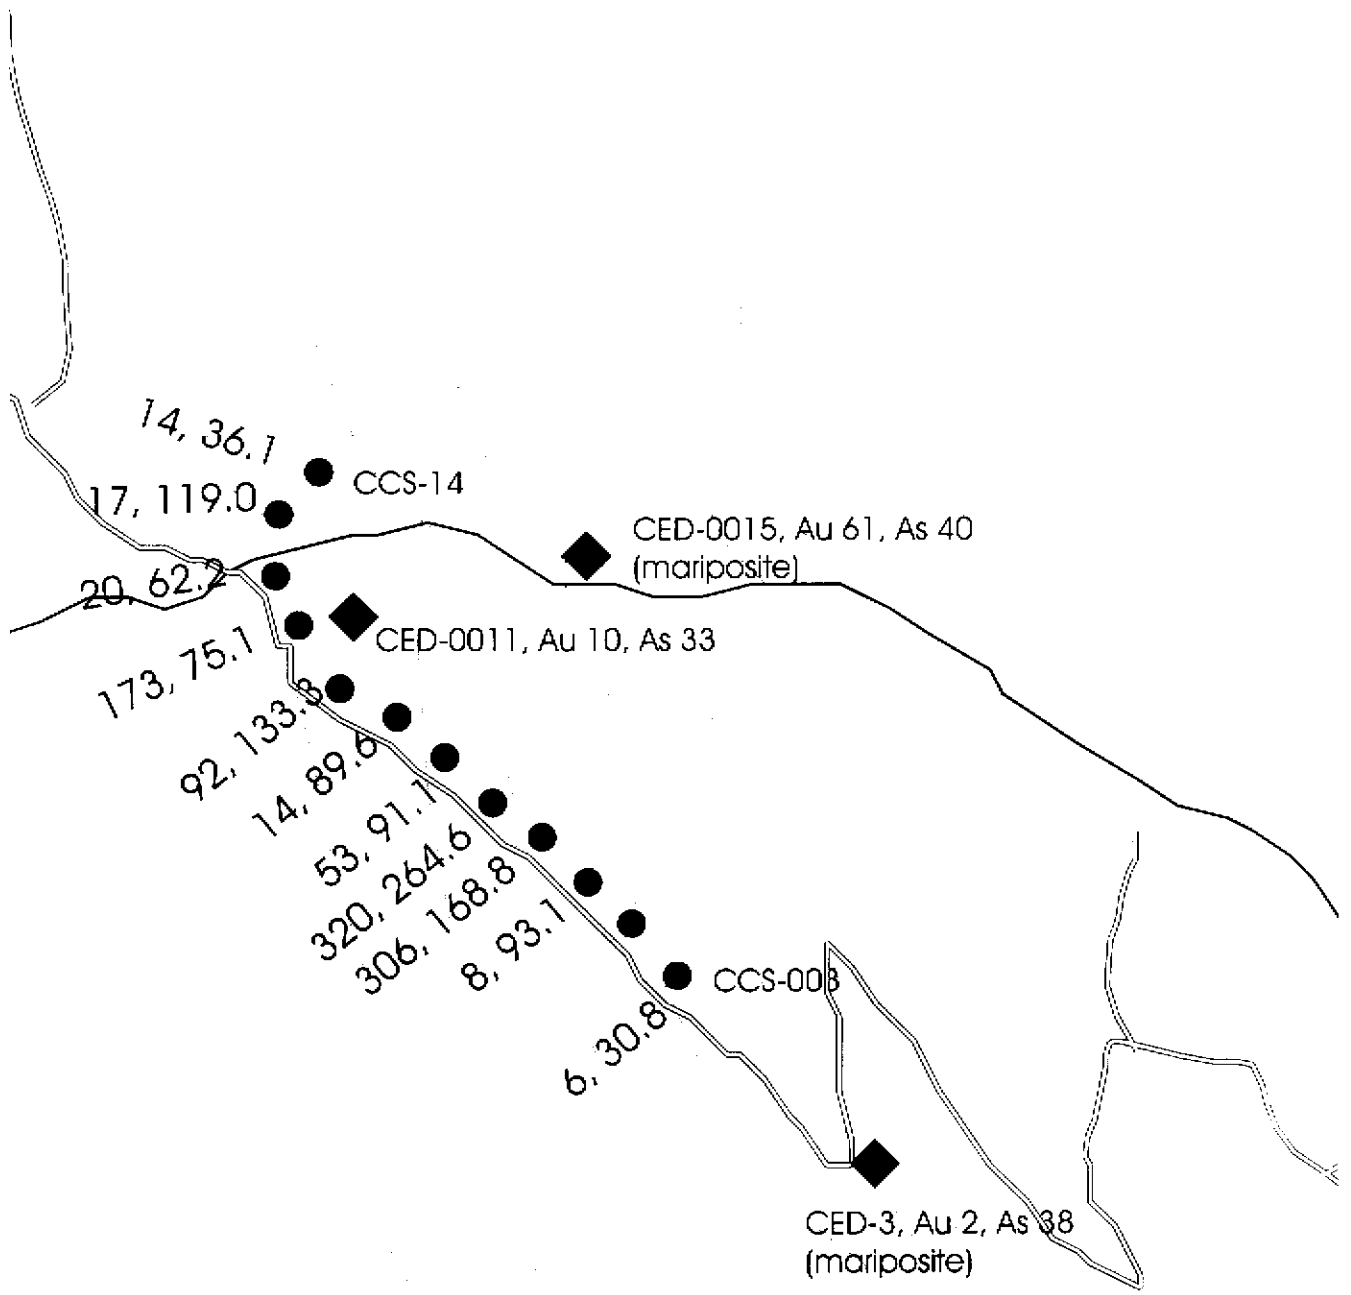 14, 36.1
CCS-14
17, 119.0
CED-0015, Au 61, As 40
(mariposite)
20, 62.2
CED-0011, Au 10, As 33
173, 75.1
92, 133.8
14, 89.6
53, 91.1
320, 264.6
306, 168.8
8, 93.1
CCS-003
6, 30.8
CED-3, Au 2, As 38
(mariposite)